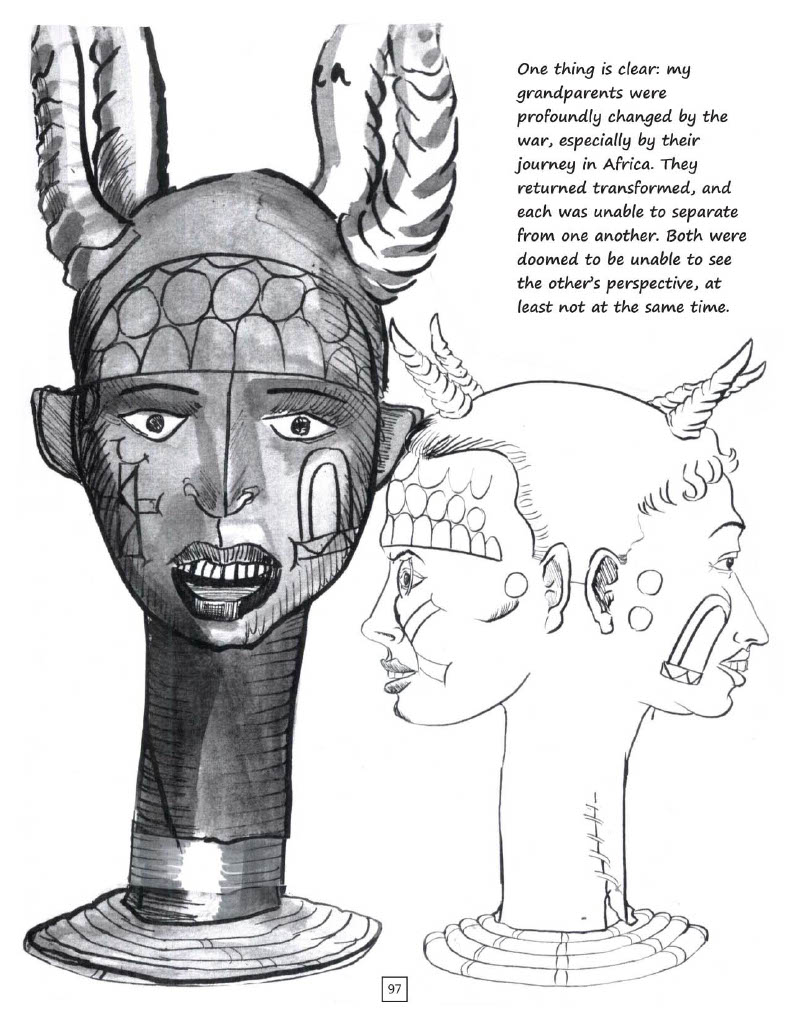 One thing is clear: my
grandparents were
profoundly changed by the
war, especially by their
journey in Africa. They
returned transformed, and
each was unable to separate
from one another. Both were
doomed to be unable to see
the other's perspective, at
least not at the same time.
97